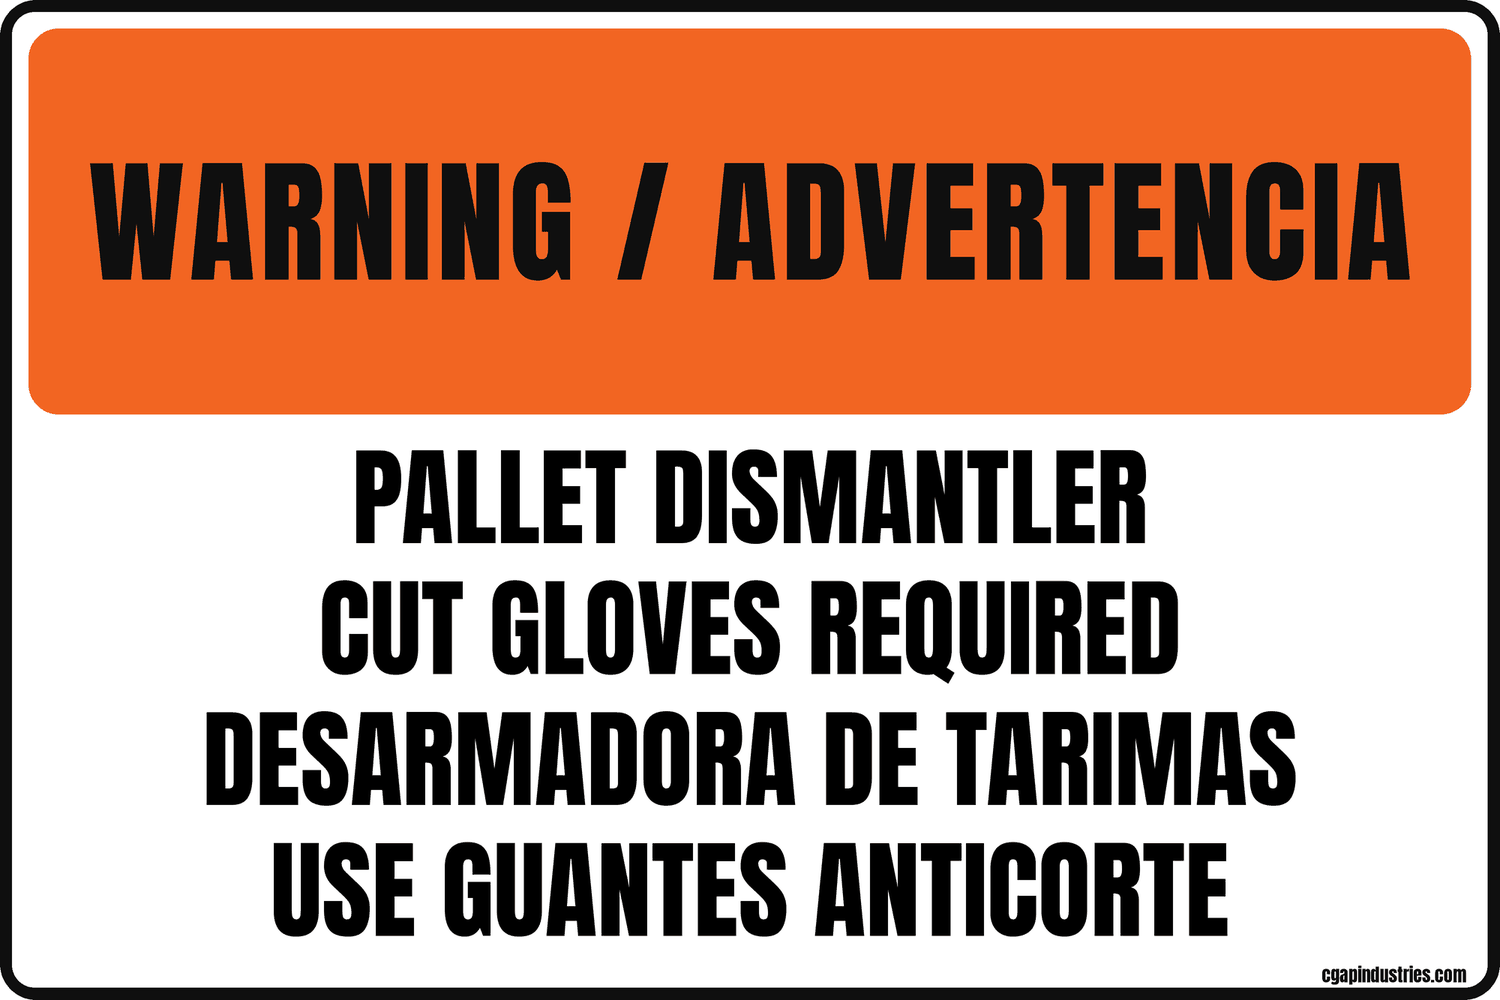 WARNING / ADVERTENCIA
PALLET DISMANTLER
CUT GLOVES REQUIRED
DESARMADORA DE TARIMAS
USE GUANTES ANTICORTE
cgapindustries.com